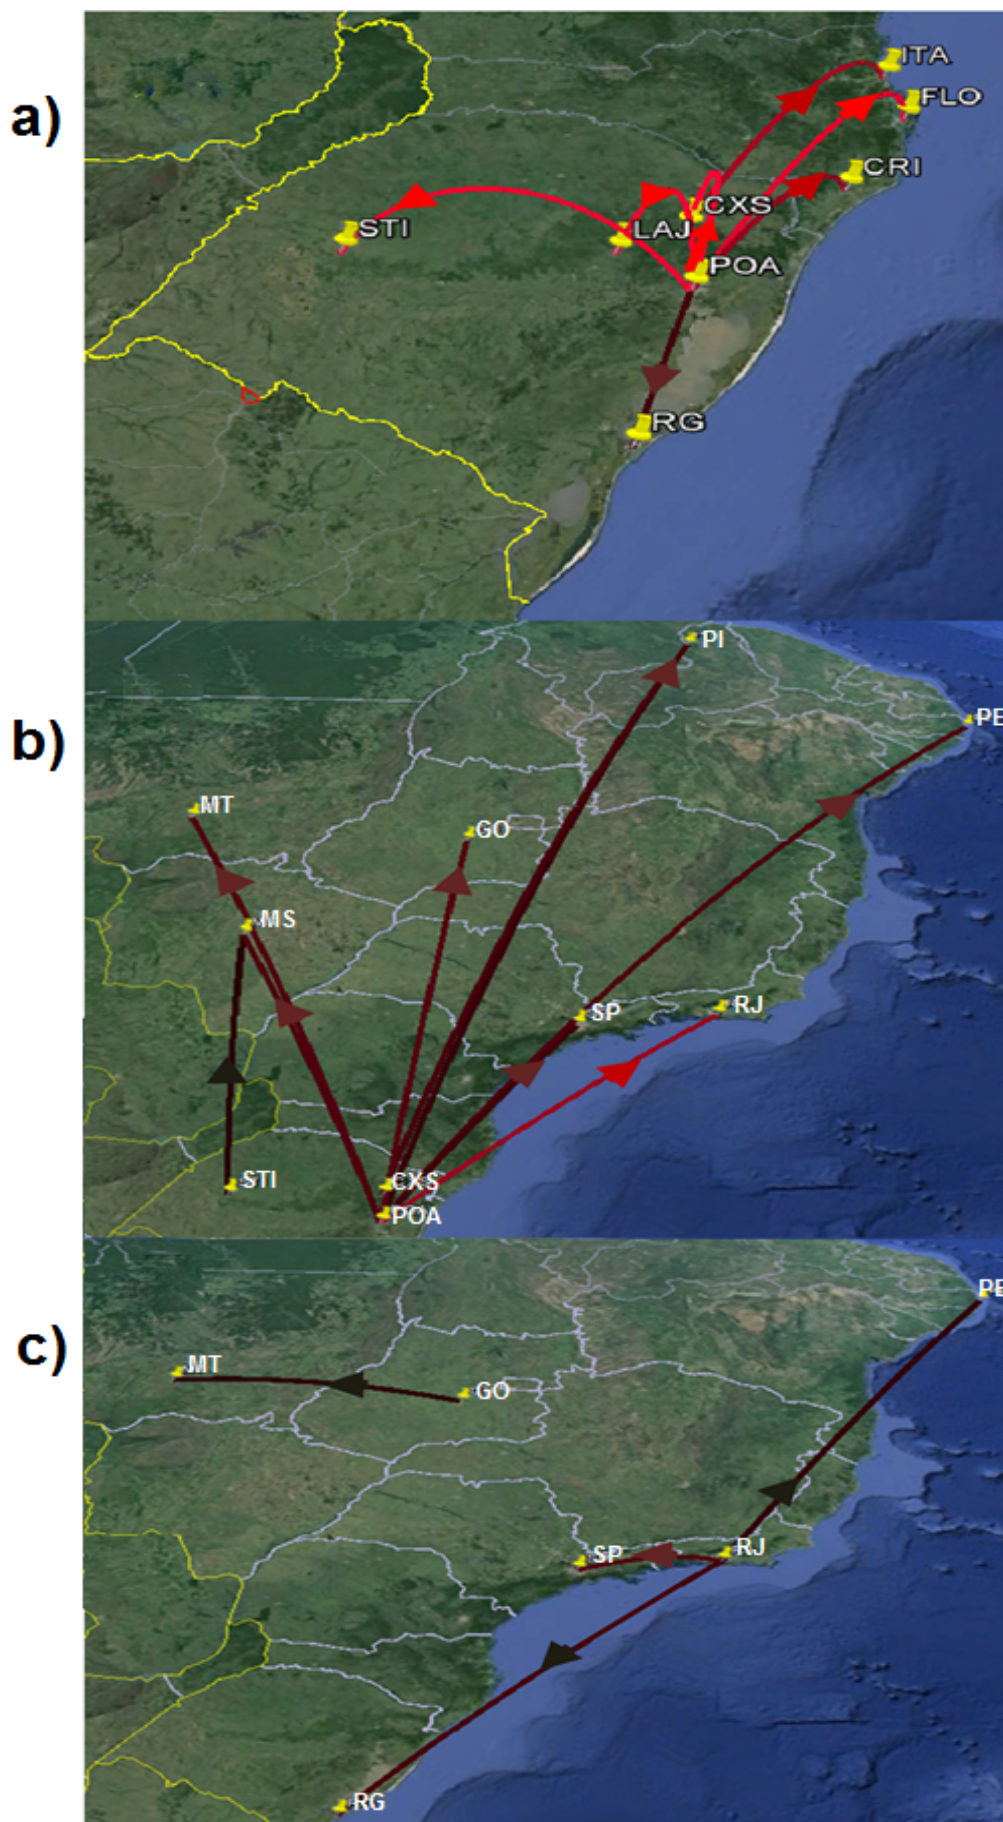 a)
ITA
FLO
CRI
CXS
STI
LAJ
POA
RG
b)
PI
PE
MT
GO
MS
SP
RJ
STI
CXS
POA
c)
PE
MT
GO
SP
RJ
RG